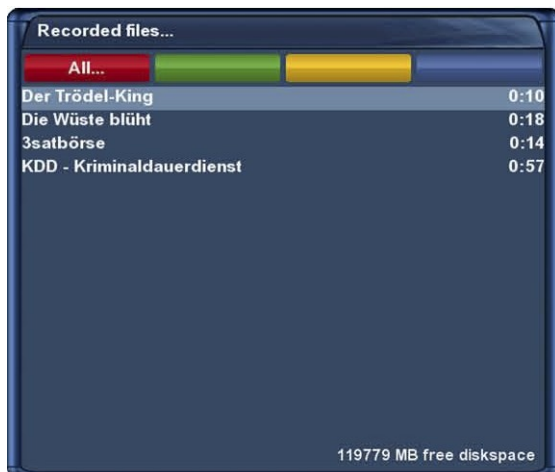 Recorded files...
All...
Der Trödel-King 0:10
Die Wüste blüht 0:18
3satbörse 0:14
KDD - Kriminaldauerdienst 0:57
119779 MB free diskspace